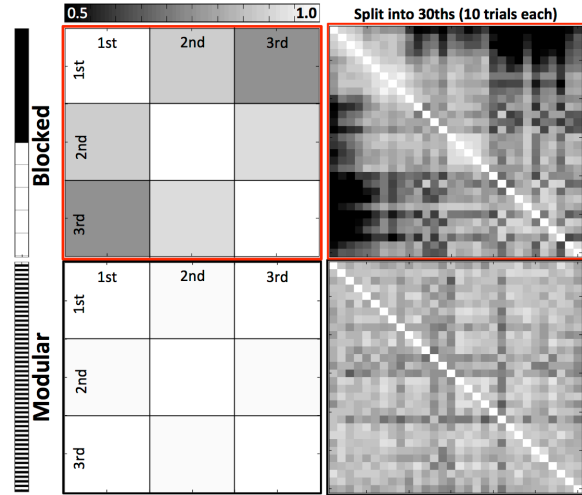 0.5 1.0
Split into 30ths (10 trials each)
1st 2nd 3rd
1st
2nd
3rd
Blocked
1st 2nd 3rd
1st
2nd
3rd
Modular